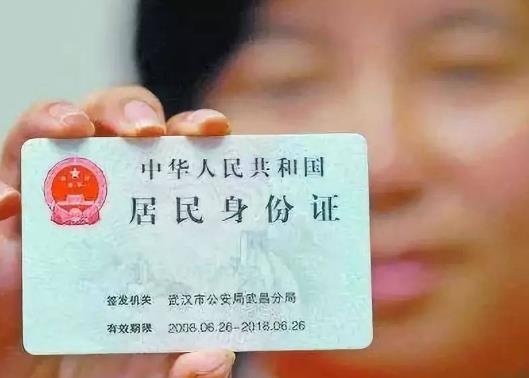 中华人民共和国
居民身份证
签发机关 武汉市公安局武昌分局
有效期限 2008.06.26-2018.06.26